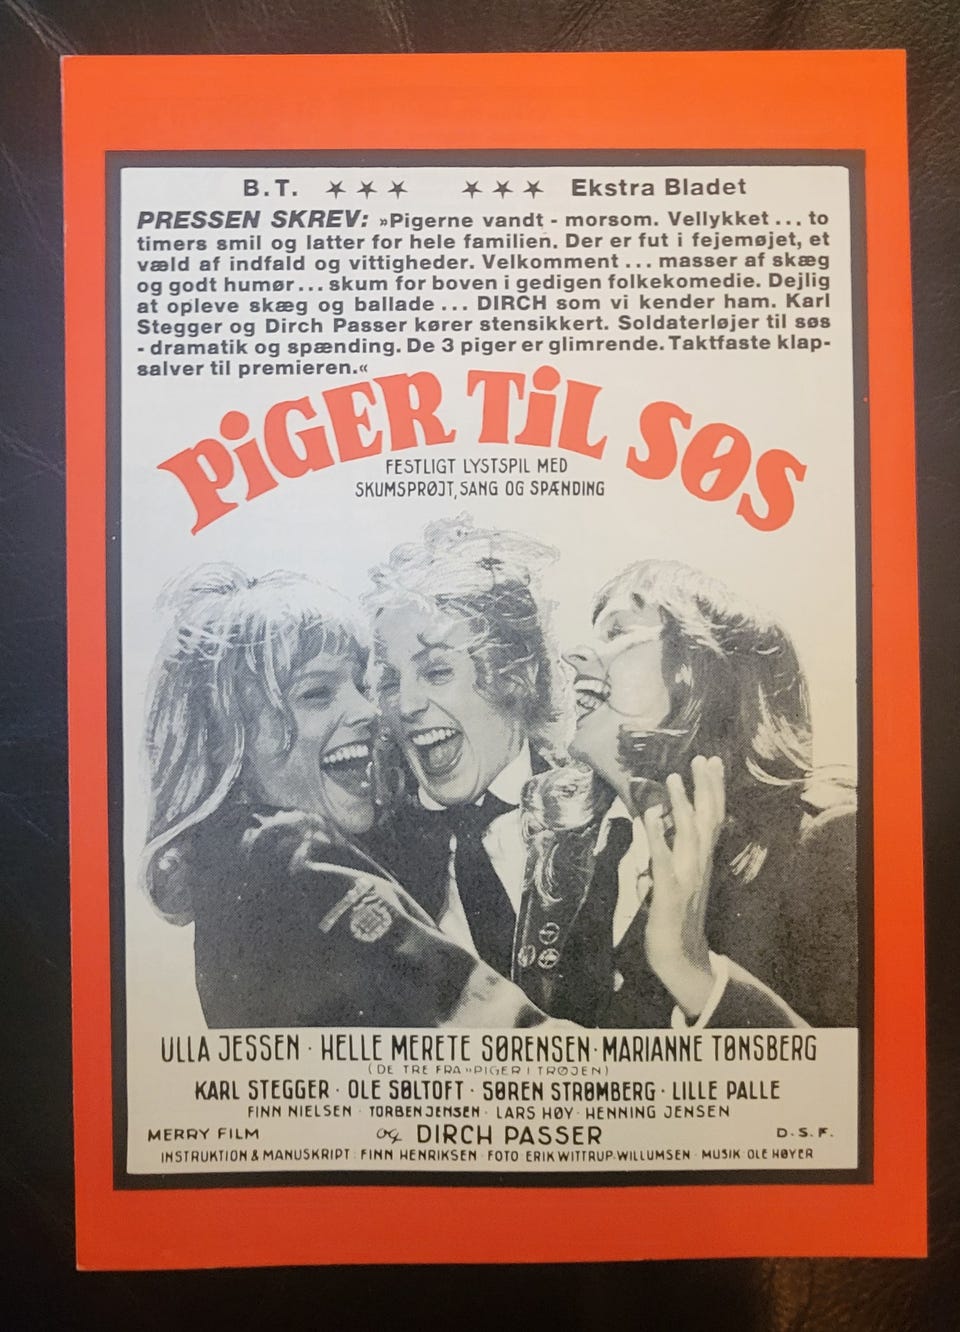 B.T. ★ ★ ★ ★ ★ ★ Ekstra Bladet
PRESSEN SKREV: »Pigerne vandt - morsom. Vellykket ... to
timers smil og latter for hele familien. Der er fut i fejemøjet, et
væld af indfald og vittigheder. Velkomment ... masser af skæg
og godt humør ... skum for boven i gedigen folkekomedie. Dejlig
at opleve skæg og ballade ... DIRCH som vi kender ham. Karl
Stegger og Dirch Passer kører stensikkert. Soldaterløjer til søs
- dramatik og spænding. De 3 piger er glimrende. Taktfaste klap-
salver til premieren.«
PiGER TiL SØS
FESTLIGT LYSTSPIL MED
SKUMSPRØJT, SANG OG SPÆNDING
ULLA JESSEN · HELLE MERETE SØRENSEN · MARIANNE TØNSBERG
(DE TRE FRA »PIGER I TRØJEN)
KARL STEGGER · OLE SØLTOFT · SØREN STRØMBERG · LILLE PALLE
FINN NIELSEN · TORBEN JENSEN · LARS HØY · HENNING JENSEN
MERRY FILM og DIRCH PASSER D.S.F.
INSTRUKTION & MANUSKRIPT: FINN HENRIKSEN · FOTO ERIK WITTRUP-WILLUMSEN · MUSIK OLE HØYER